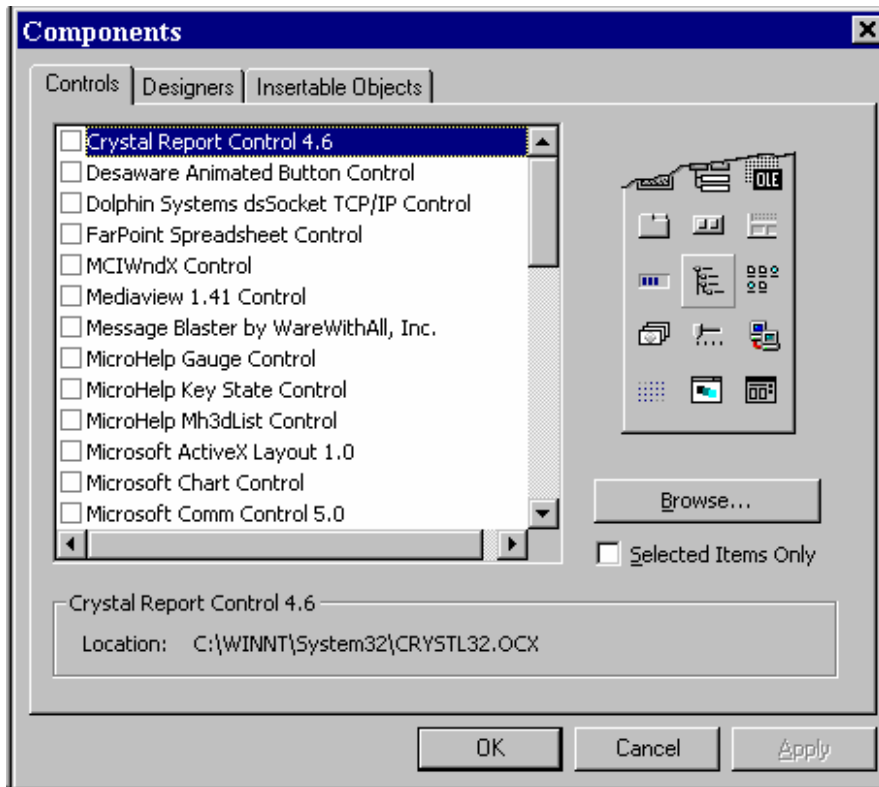 Components
Controls Designers Insertable Objects
Crystal Report Control 4.6
Desaware Animated Button Control
Dolphin Systems dsSocket TCP/IP Control
FarPoint Spreadsheet Control
MCIWndX Control
Mediaview 1.41 Control
Message Blaster by WareWithAll, Inc.
MicroHelp Gauge Control
MicroHelp Key State Control
MicroHelp Mh3dList Control
Microsoft ActiveX Layout 1.0
Microsoft Chart Control
Microsoft Comm Control 5.0
OLE
Browse...
Selected Items Only
Crystal Report Control 4.6
Location: C:\WINNT\System32\CRYSTL32.OCX
OK Cancel Apply